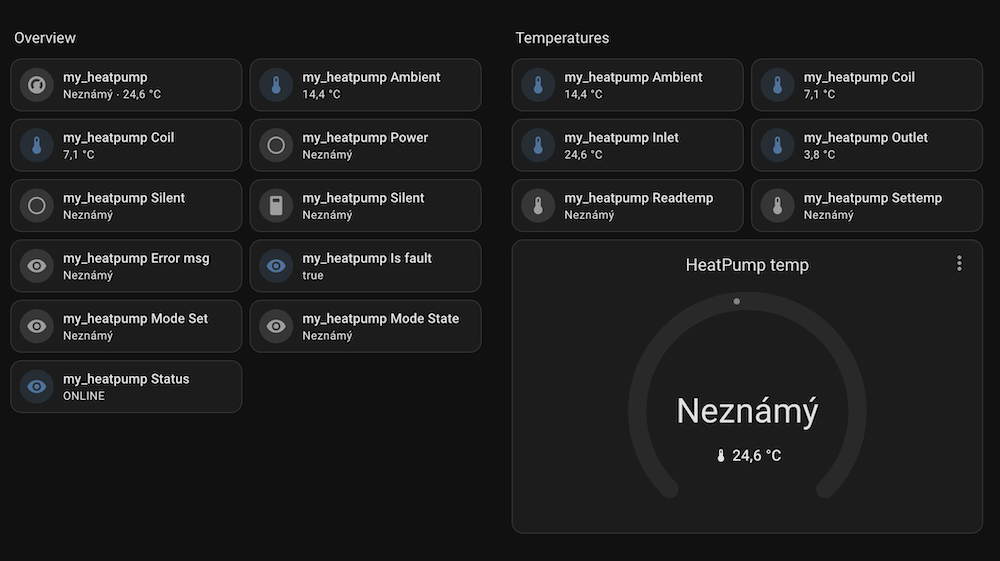 Overview
my_heatpump
Neznámý · 24,6 °C
my_heatpump Ambient
14,4 °C
my_heatpump Coil
7,1 °C
my_heatpump Power
Neznámý
my_heatpump Silent
Neznámý
my_heatpump Silent
Neznámý
my_heatpump Error msg
Neznámý
my_heatpump Is fault
true
my_heatpump Mode Set
Neznámý
my_heatpump Mode State
Neznámý
my_heatpump Status
ONLINE
Temperatures
my_heatpump Ambient
14,4 °C
my_heatpump Coil
7,1 °C
my_heatpump Inlet
24,6 °C
my_heatpump Outlet
3,8 °C
my_heatpump Readtemp
Neznámý
my_heatpump Settemp
Neznámý
HeatPump temp
Neznámý
24,6 °C